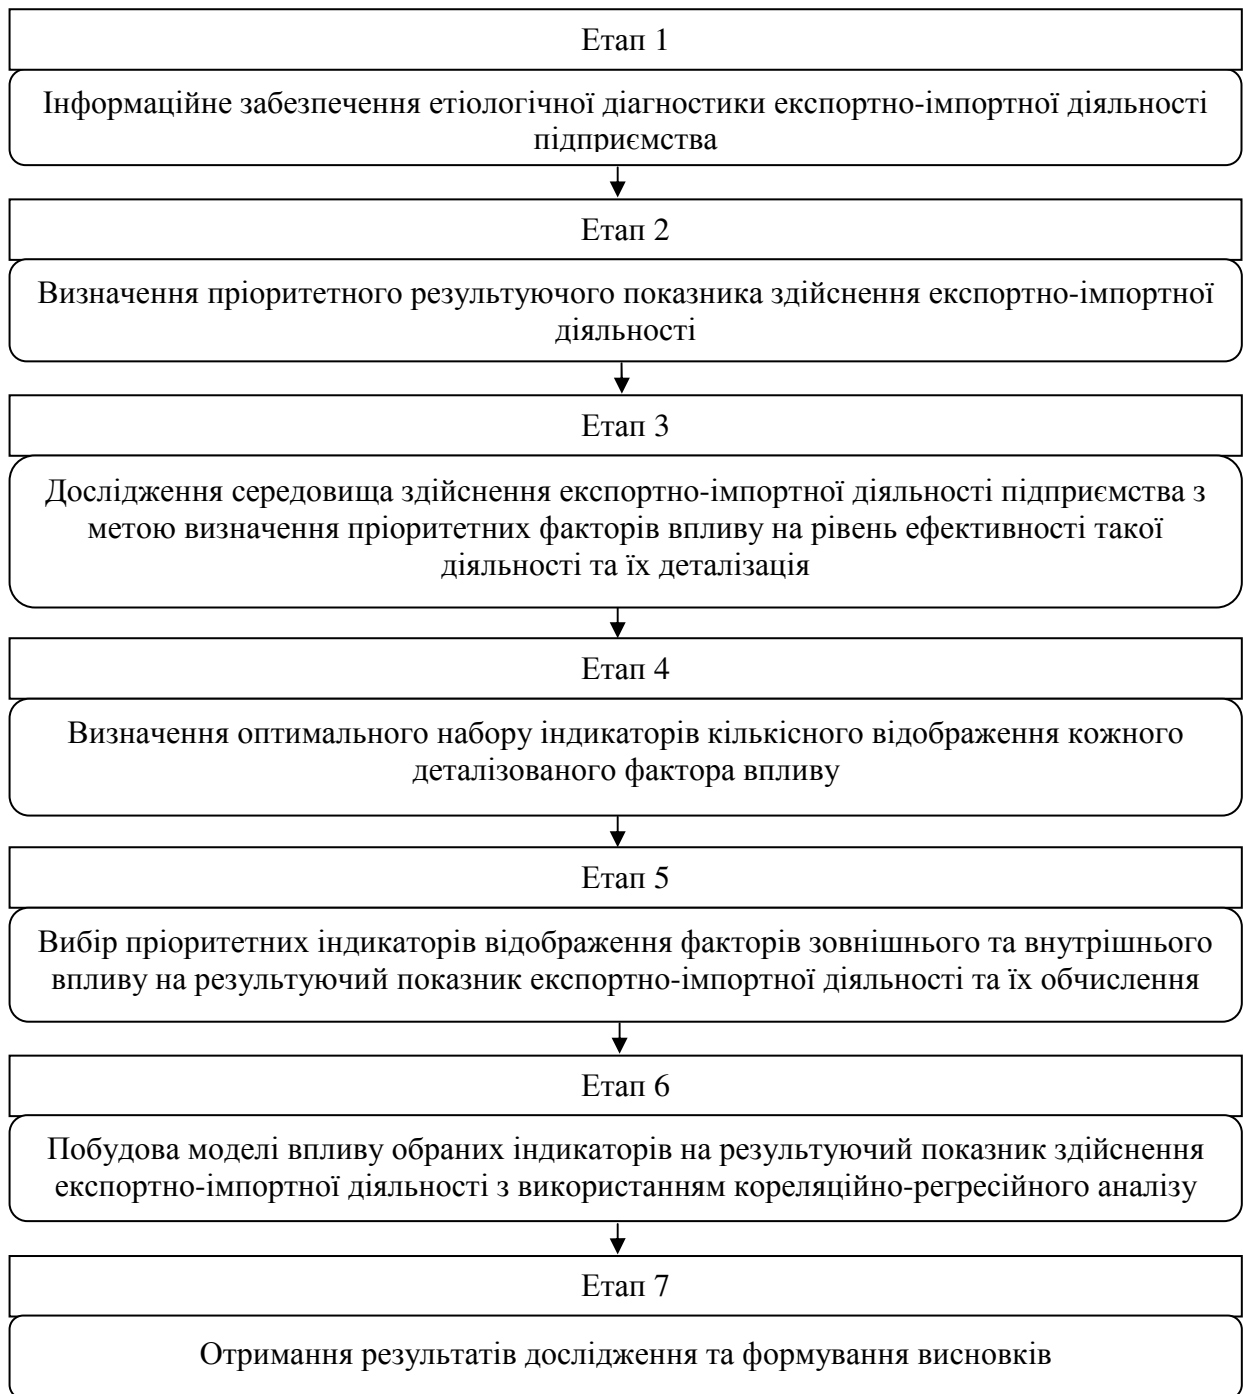 Етап 1
Інформаційне забезпечення етіологічної діагностики експортно-імпортної діяльності
підприємства
Етап 2
Визначення пріоритетного результуючого показника здійснення експортно-імпортної
діяльності
Етап 3
Дослідження середовища здійснення експортно-імпортної діяльності підприємства з
метою визначення пріоритетних факторів впливу на рівень ефективності такої
діяльності та їх деталізація
Етап 4
Визначення оптимального набору індикаторів кількісного відображення кожного
деталізованого фактора впливу
Етап 5
Вибір пріоритетних індикаторів відображення факторів зовнішнього та внутрішнього
впливу на результуючий показник експортно-імпортної діяльності та їх обчислення
Етап 6
Побудова моделі впливу обраних індикаторів на результуючий показник здійснення
експортно-імпортної діяльності з використанням кореляційно-регресійного аналізу
Етап 7
Отримання результатів дослідження та формування висновків